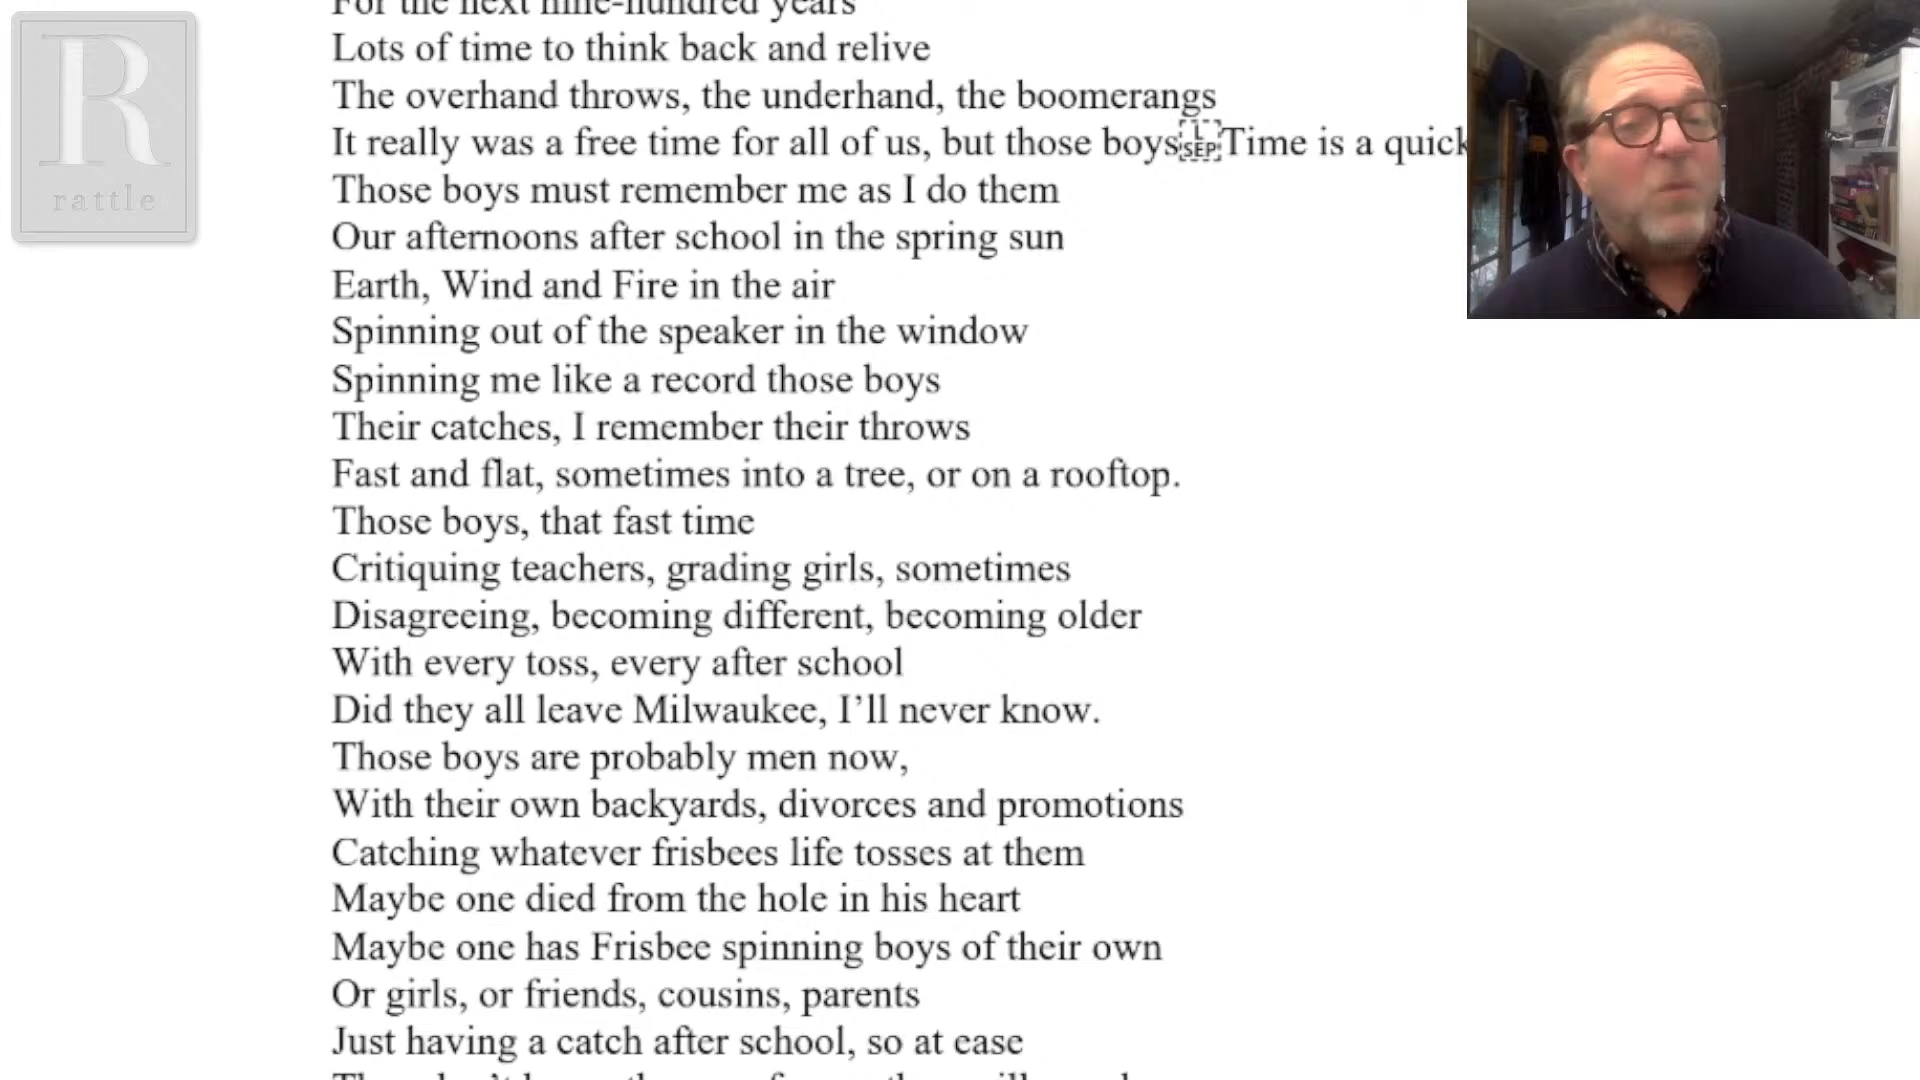 R
rattle
For the next nine-hundred years
Lots of time to think back and relive
The overhand throws, the underhand, the boomerangs
It really was a free time for all of us, but those boys L SEP Time is a quick
Those boys must remember me as I do them
Our afternoons after school in the spring sun
Earth, Wind and Fire in the air
Spinning out of the speaker in the window
Spinning me like a record those boys
Their catches, I remember their throws
Fast and flat, sometimes into a tree, or on a rooftop.
Those boys, that fast time
Critiquing teachers, grading girls, sometimes
Disagreeing, becoming different, becoming older
With every toss, every after school
Did they all leave Milwaukee, I’ll never know.
Those boys are probably men now,
With their own backyards, divorces and promotions
Catching whatever frisbees life tosses at them
Maybe one died from the hole in his heart
Maybe one has Frisbee spinning boys of their own
Or girls, or friends, cousins, parents
Just having a catch after school, so at ease